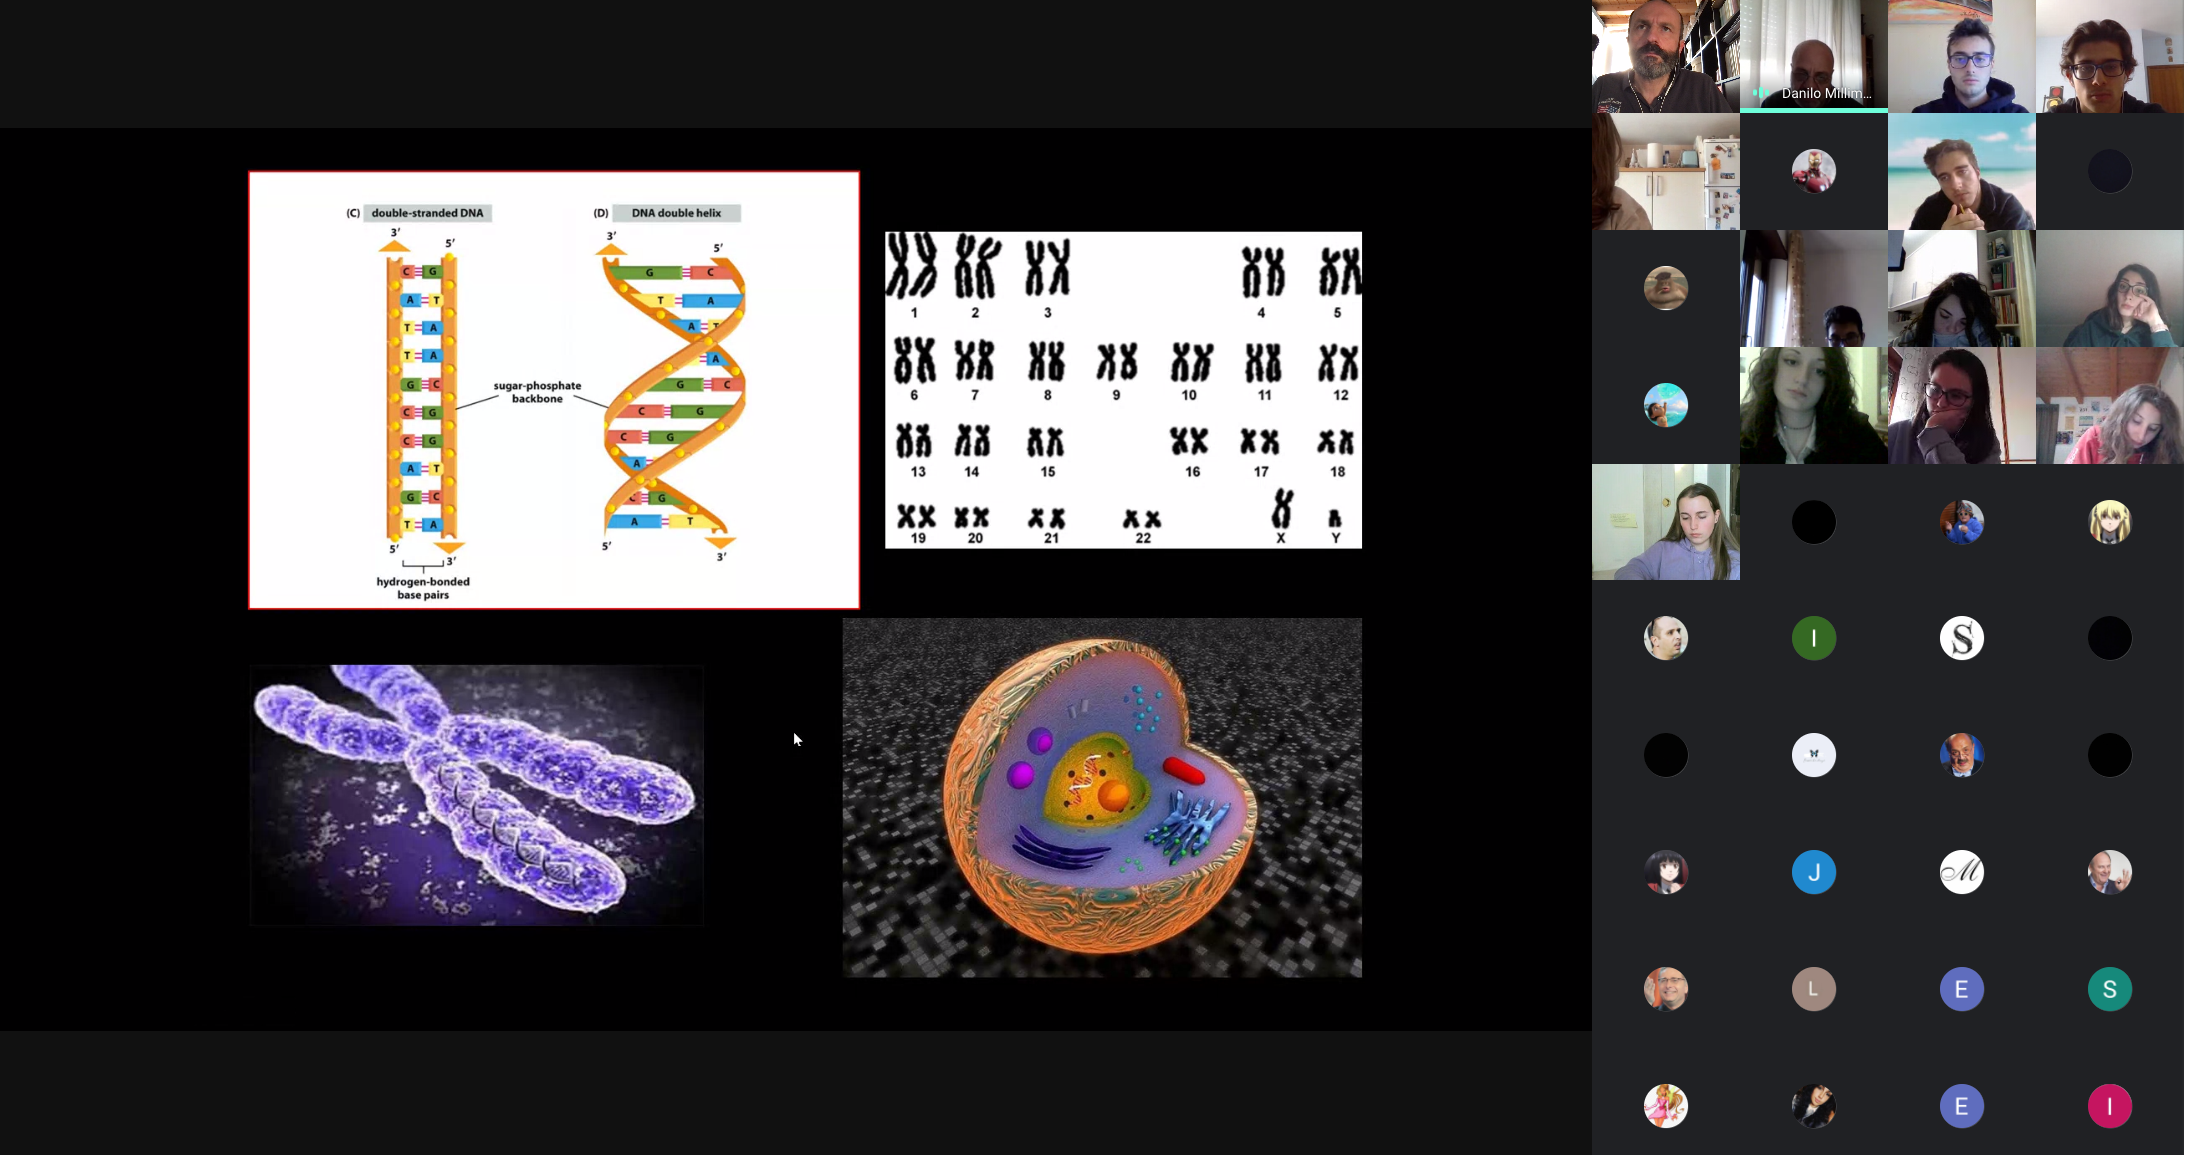 (C) double-stranded DNA
(D) DNA double helix
3’
5’
3’
5’
C G
A T
T A
T A
G C
C G
C G
A T
G C
T A
G C
T A
A T
A
G C
C G
C G
A
C G
A T
sugar-phosphate
backbone
5’
3’
5’
3’
hydrogen-bonded
base pairs
1 2 3 4 5
6 7 8 9 10 11 12
13 14 15 16 17 18
19 20 21 22 X Y
Danilo Millim...
I
S
J
M
L
E
S
E
I